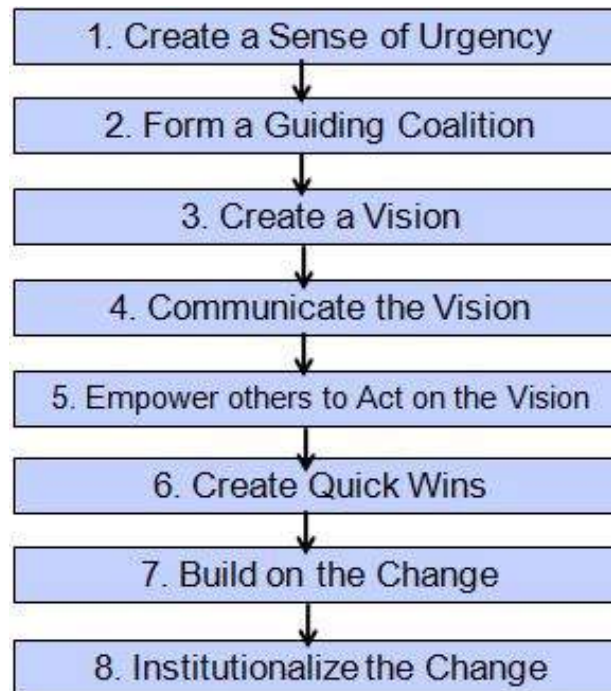 1. Create a Sense of Urgency
2. Form a Guiding Coalition
3. Create a Vision
4. Communicate the Vision
5. Empower others to Act on the Vision
6. Create Quick Wins
7. Build on the Change
8. Institutionalize the Change